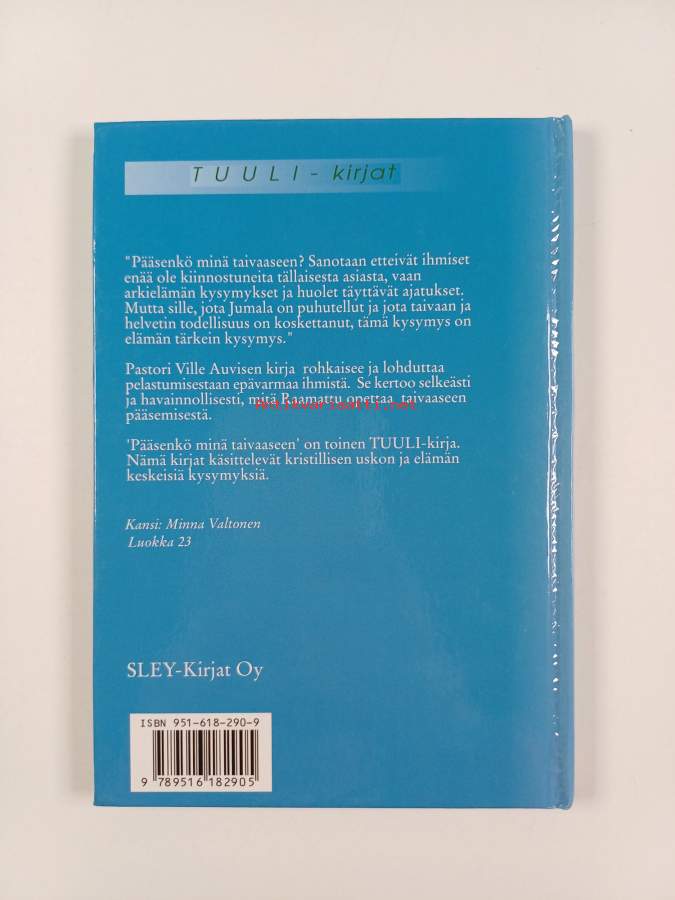 TUULI - kirjat
"Pääsenkö minä taivaaseen? Sanotaan etteivät ihmiset
enää ole kiinnostuneita tällaisesta asiasta, vaan
arkielämän kysymykset ja huolet täyttävät ajatukset.
Mutta sille, jota Jumala on puhutellut ja jota taivaan ja
helvetin todellisuus on koskettanut, tämä kysymys on
elämän tärkein kysymys."
Pastori Ville Auvisen kirja rohkaisee ja lohduttaa
pelastumisestaan epävarmaa ihmistä. Se kertoo selkeästi
ja havainnollisesti, mitä Raamattu opettaa taivaaseen
pääsemisestä.
Antikvariaatti.net
'Pääsenkö minä taivaaseen' on toinen TUULI-kirja.
Nämä kirjat käsittelevät kristillisen uskon ja elämän
keskeisiä kysymyksiä.
Kansi: Minna Valtonen
Luokka 23
SLEY-Kirjat Oy
ISBN 951-618-290-9
9 789516 182905